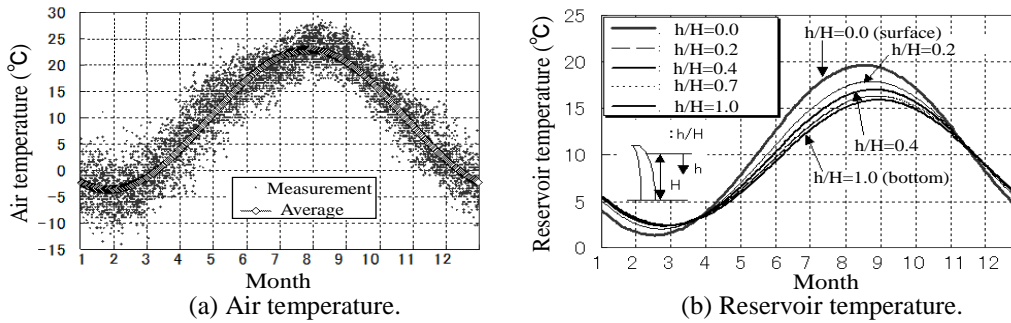 Air temperature (℃)
30
25
20
15
10
5
0
-5
-10
-15
Measurement
Average
1 2 3 4 5 6 7 8 9 10 11 12
Month
(a) Air temperature.
Reservoir temperature (℃)
25
20
15
10
5
0
h/H=0.0
h/H=0.2
h/H=0.4
h/H=0.7
h/H=1.0
: h/H
H
h
h/H=0.0 (surface)
h/H=0.2
h/H=0.4
h/H=1.0 (bottom)
1 2 3 4 5 6 7 8 9 10 11 12
Month
(b) Reservoir temperature.